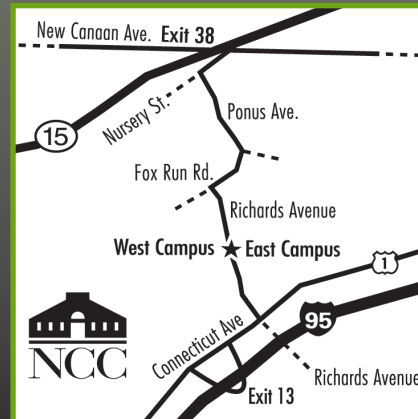 New Canaan Ave. Exit 38
Nursery St.
Ponus Ave.
15
Fox Run Rd.
Richards Avenue
West Campus ★ East Campus
1
95
Connecticut Ave
NCC
Richards Avenue
Exit 13